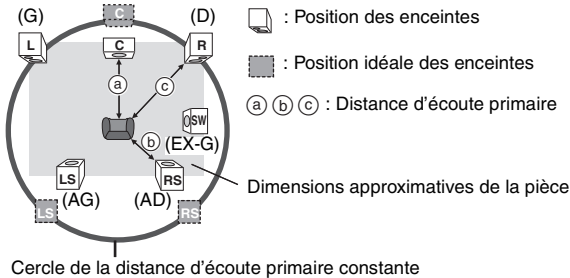 (G)
C
(D)
L
C
R
a
c
SW
b
(EX-G)
LS
RS
(AG)
(AD)
LS
RS
: Position des enceintes
: Position idéale des enceintes
a b c : Distance d'écoute primaire
Dimensions approximatives de la pièce
Cercle de la distance d'écoute primaire constante